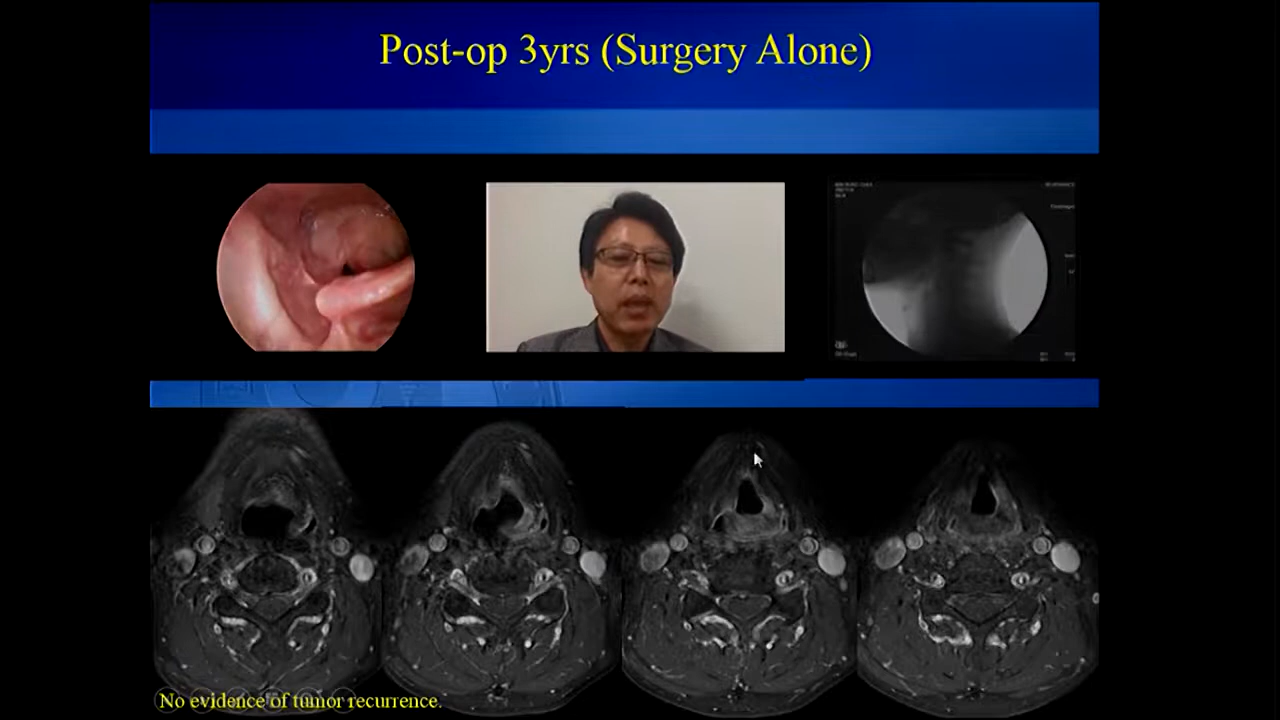 Post-op 3yrs (Surgery Alone)
No evidence of tumor recurrence.